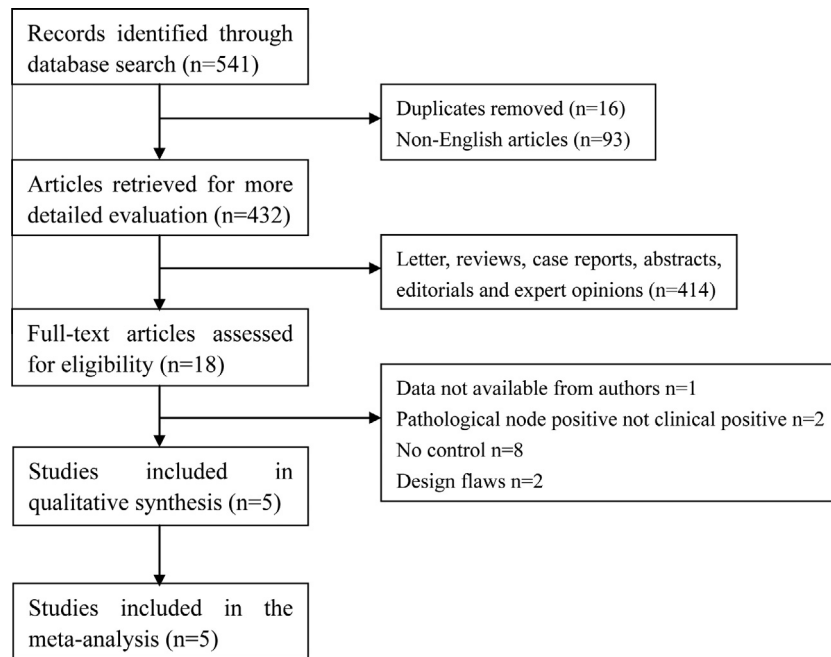 Records identified through
database search (n=541)
Duplicates removed (n=16)
Non-English articles (n=93)
Articles retrieved for more
detailed evaluation (n=432)
Letter, reviews, case reports, abstracts,
editorials and expert opinions (n=414)
Full-text articles assessed
for eligibility (n=18)
Data not available from authors n=1
Pathological node positive not clinical positive n=2
No control n=8
Design flaws n=2
Studies included in
qualitative synthesis (n=5)
Studies included in the
meta-analysis (n=5)